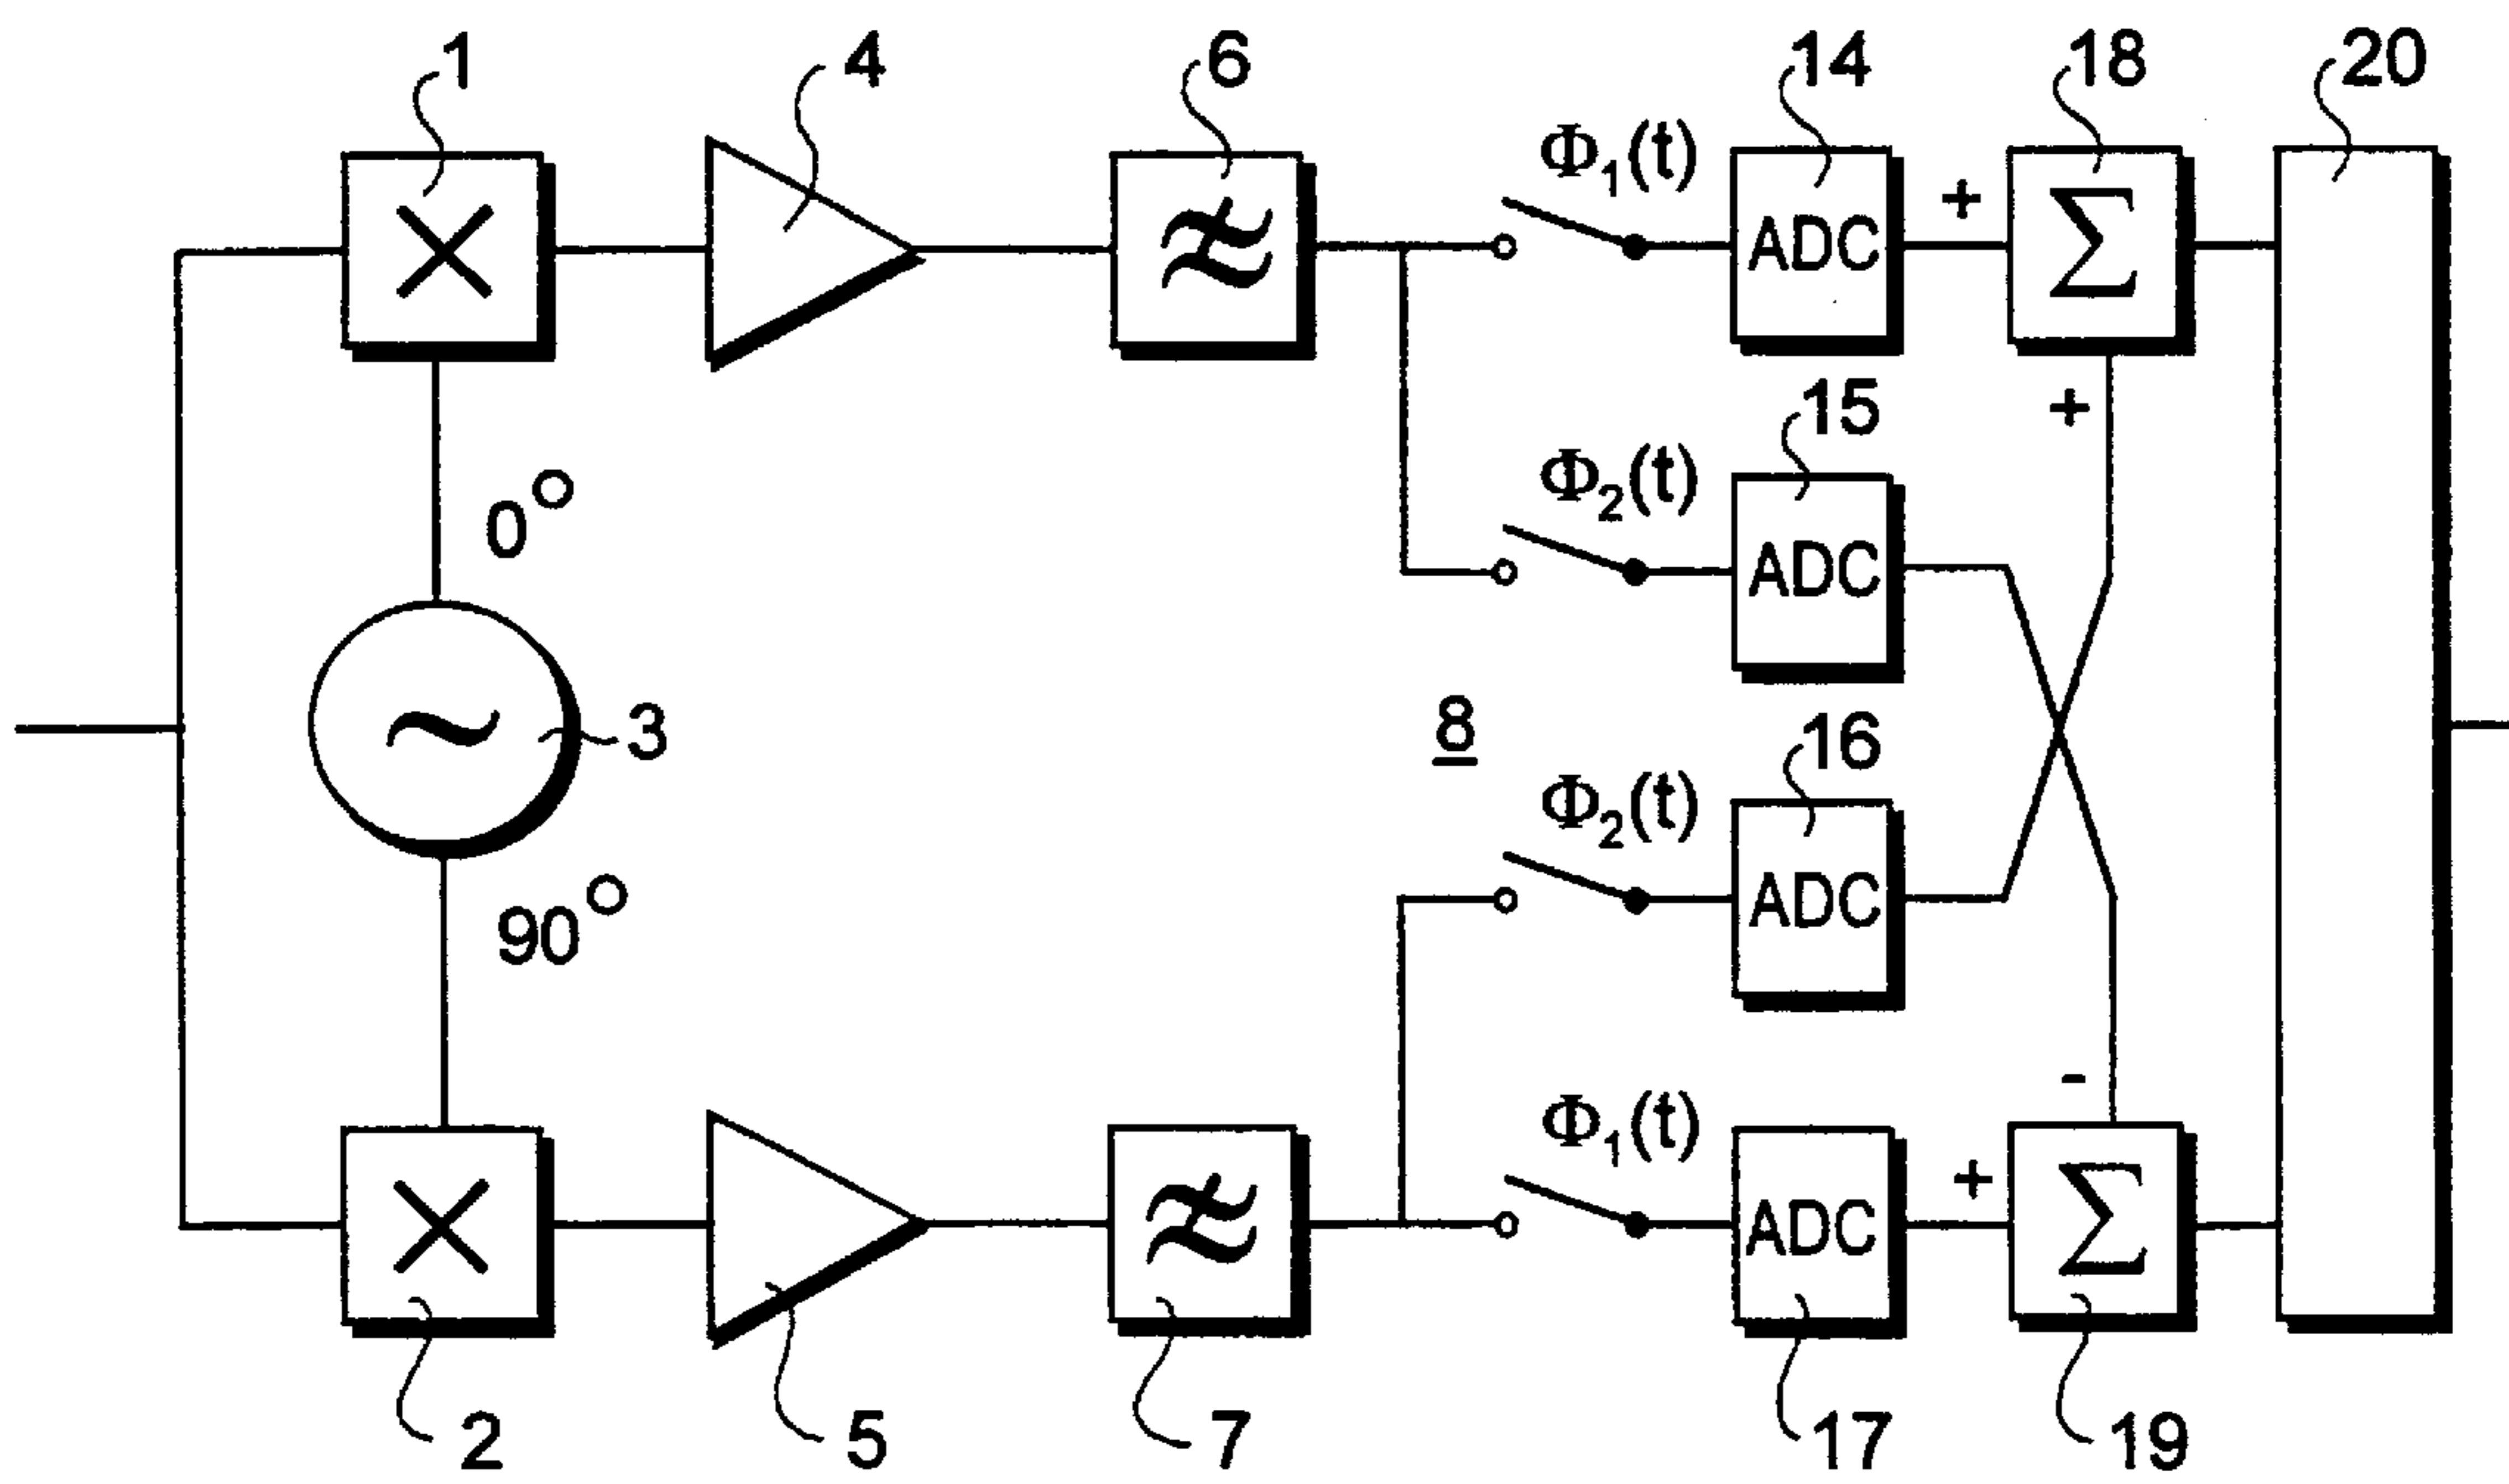 1 4 6 14 18 20
Φ₁(t)
× ADC + Σ
+
15
0° Φ₂(t)
ADC
~ 3 8 16
Φ₂(t)
90° ADC
-
Φ₁(t)
× ADC + Σ
2 5 7 17 19